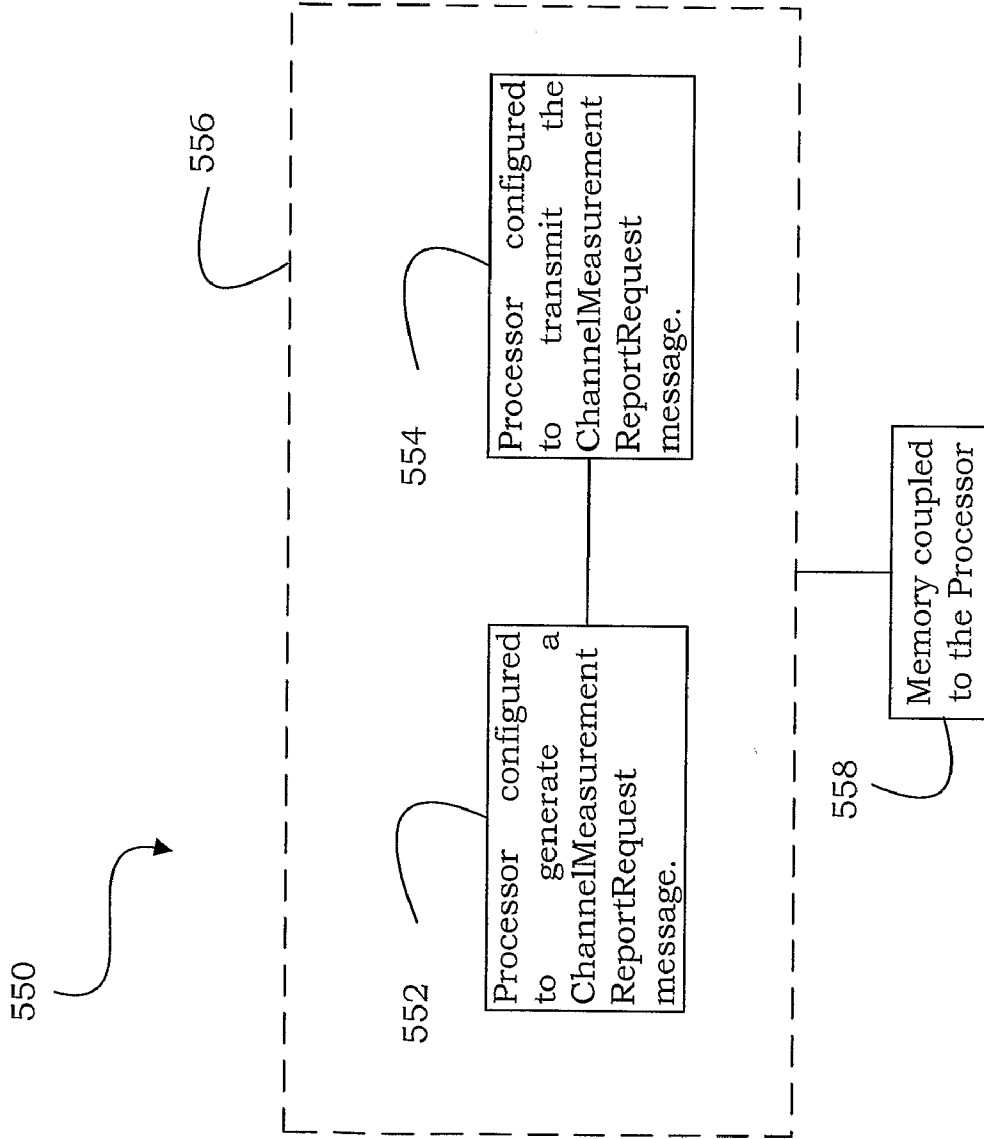 550
556
552
Processor configured
to generate a
ChannelMeasurement
ReportRequest
message.
554
Processor configured
to transmit the
ChannelMeasurement
ReportRequest
message.
558
Memory coupled
to the Processor